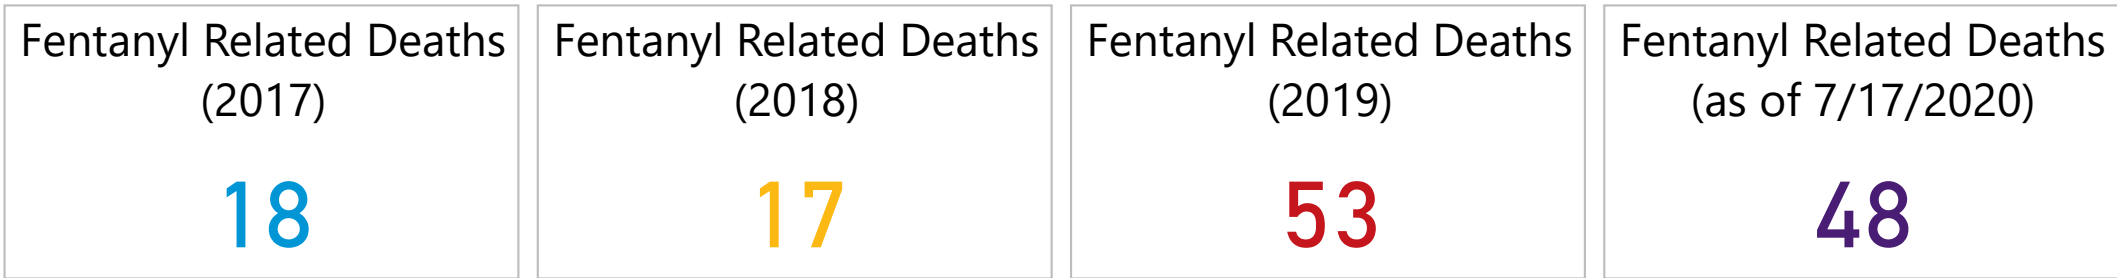 Fentanyl Related Deaths
(2017)
18
Fentanyl Related Deaths
(2018)
17
Fentanyl Related Deaths
(2019)
53
Fentanyl Related Deaths
(as of 7/17/2020)
48